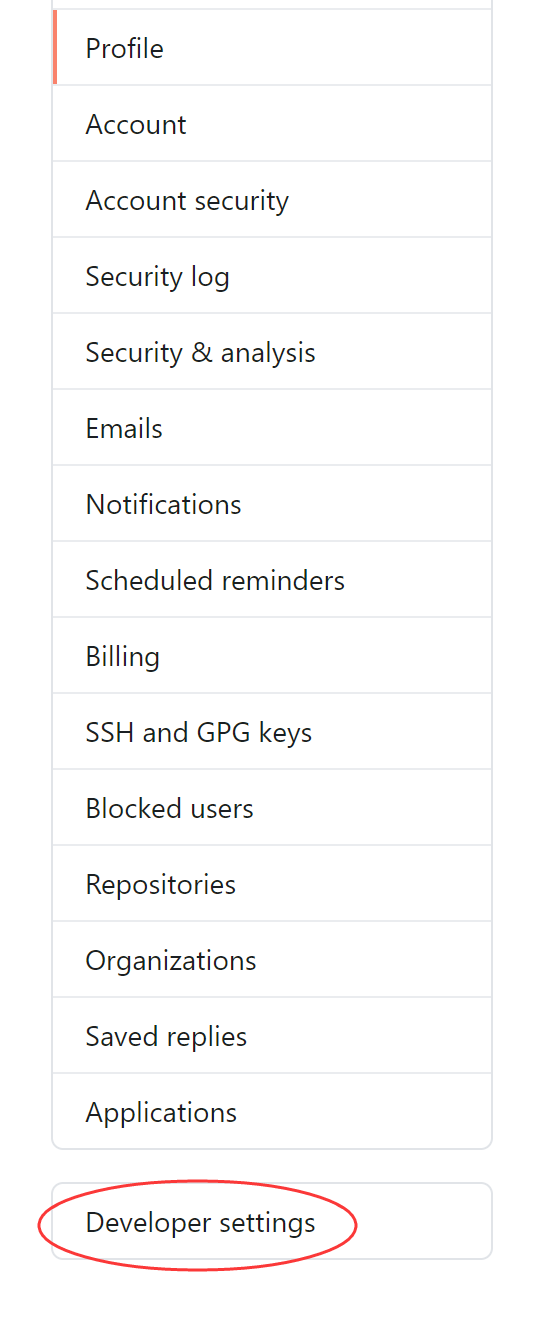 Profile
Account
Account security
Security log
Security & analysis
Emails
Notifications
Scheduled reminders
Billing
SSH and GPG keys
Blocked users
Repositories
Organizations
Saved replies
Applications
Developer settings